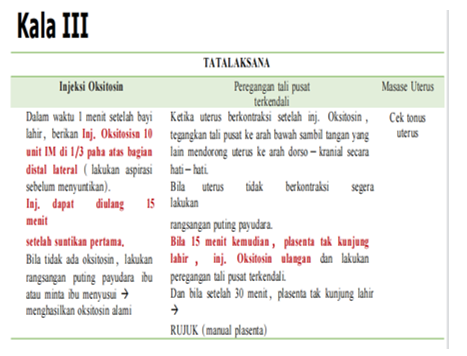 Kala III
TATALAKSANA
Injeksi Oksitosin
Dalam waktu 1 menit setelah bayi
lahir, berikan Inj. Oksitosisn 10
unit IM di 1/3 paha atas bagian
distal lateral ( lakukan aspirasi
sebelum menyuntikan).
Inj. dapat diulang 15
menit
setelah suntikan pertama.
Bila tidak ada oksitosin, lakukan
rangsangan puting payudara ibu
atau minta ibu menyusui →
menghasilkan oksitosin alami
Peregangan tali pusat
terkendali
Ketika uterus berkontraksi setelah inj. Oksitosin ,
tegangkan tali pusat ke arah bawah sambil tangan yang
lain mendorong uterus ke arah dorso – kranial secara
hati – hati.
Bila uterus tidak berkontraksi segera
lakukan
rangsangan puting payudara.
Bila 15 menit kemudian , plasenta tak kunjung
lahir , inj. Oksitosin ulangan dan lakukan
peregangan tali pusat terkendali.
Dan bila setelah 30 menit, plasenta tak kunjung lahir
→
RUJUK (manual plasenta)
Masase Uterus
Cek tonus
uterus